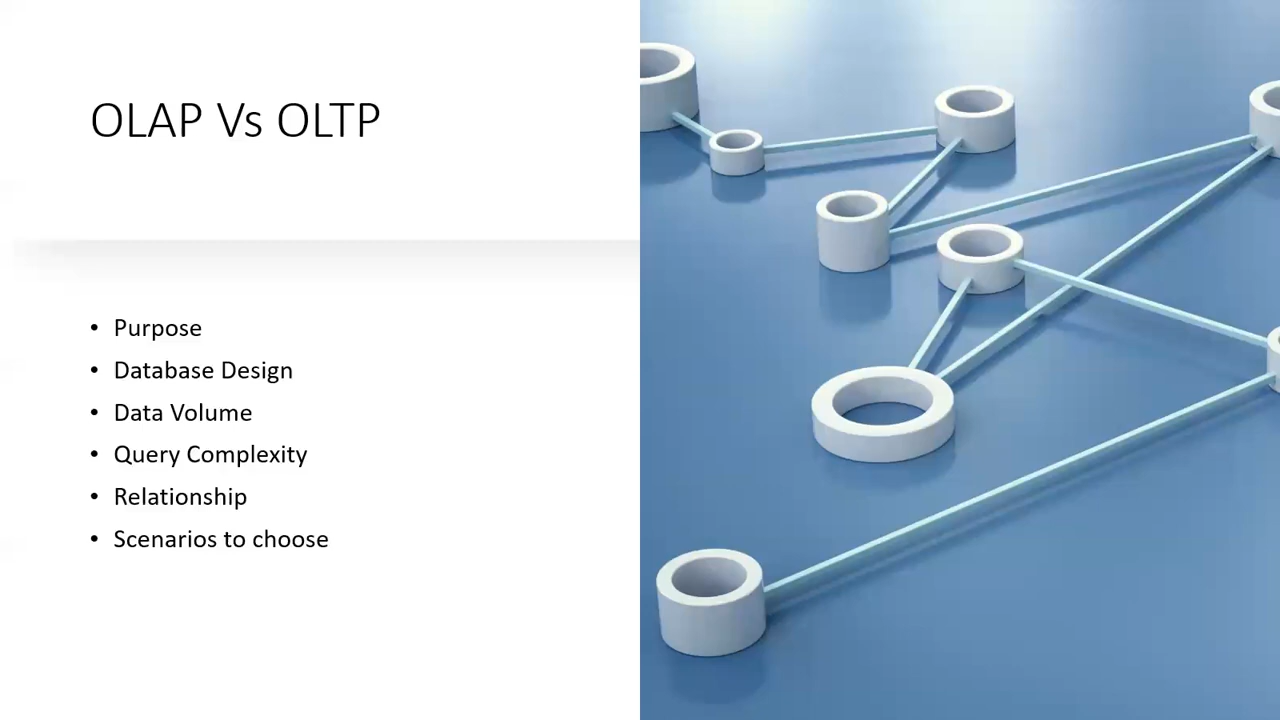 OLAP Vs OLTP
• Purpose
• Database Design
• Data Volume
• Query Complexity
• Relationship
• Scenarios to choose